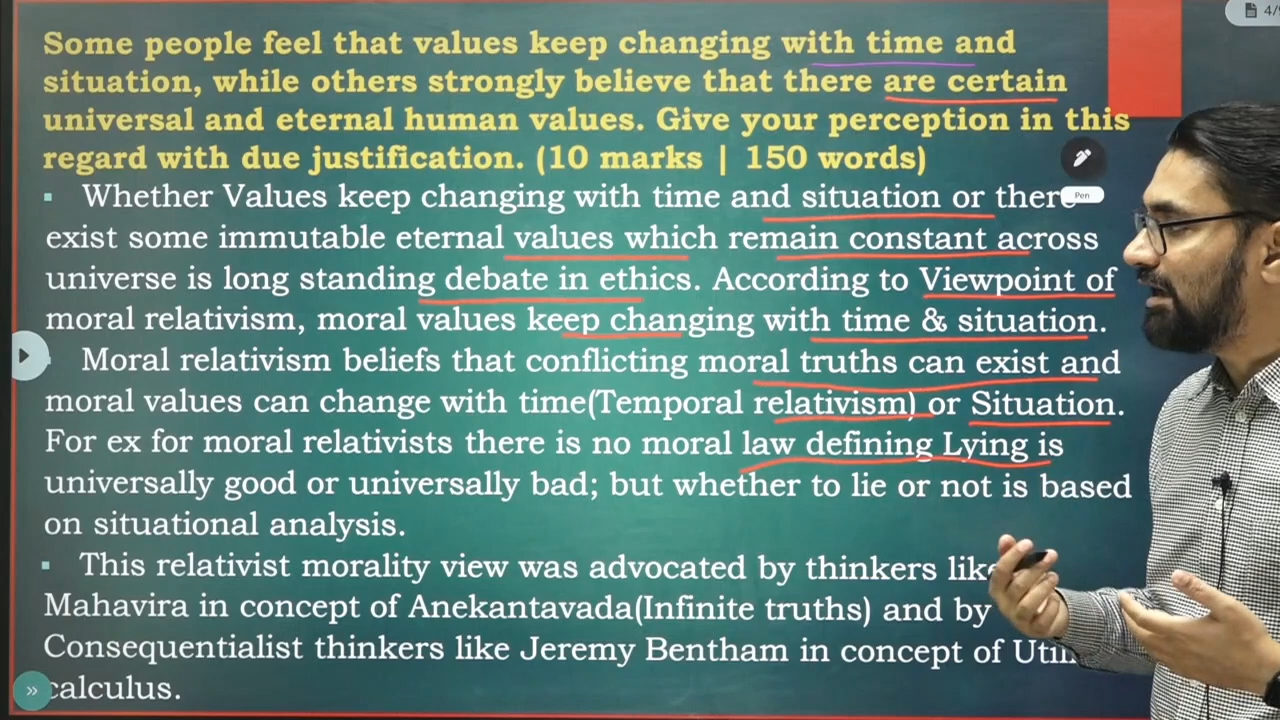 4/9
Some people feel that values keep changing with time and
situation, while others strongly believe that there are certain
universal and eternal human values. Give your perception in this
regard with due justification. (10 marks | 150 words)
▪ Whether Values keep changing with time and situation or there
Pen
exist some immutable eternal values which remain constant across
universe is long standing debate in ethics. According to Viewpoint of
moral relativism, moral values keep changing with time & situation.
Moral relativism beliefs that conflicting moral truths can exist and
moral values can change with time(Temporal relativism) or Situation.
For ex for moral relativists there is no moral law defining Lying is
universally good or universally bad; but whether to lie or not is based
on situational analysis.
▪ This relativist morality view was advocated by thinkers like
Mahavira in concept of Anekantavada(Infinite truths) and by
Consequentialist thinkers like Jeremy Bentham in concept of
calculus.